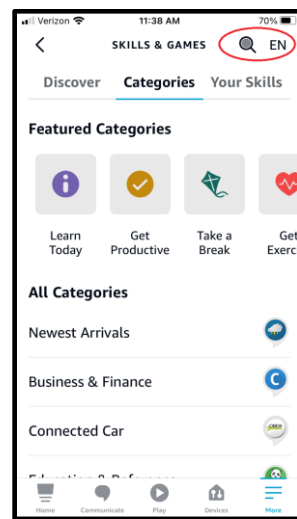 Verizon 11:38 AM 70%
SKILLS & GAMES EN
Discover Categories Your Skills
Featured Categories
Learn Today
Get Productive
Take a Break
Get
All Categories
Newest Arrivals
Business & Finance
C
Connected Car
Home Communicate Play Devices More